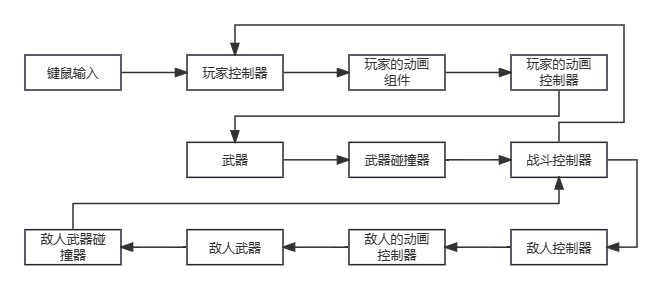 键鼠输入
玩家控制器
玩家的动画
组件
玩家的动画
控制器
武器
武器碰撞器
战斗控制器
敌人武器碰
撞器
敌人武器
敌人的动画
控制器
敌人控制器